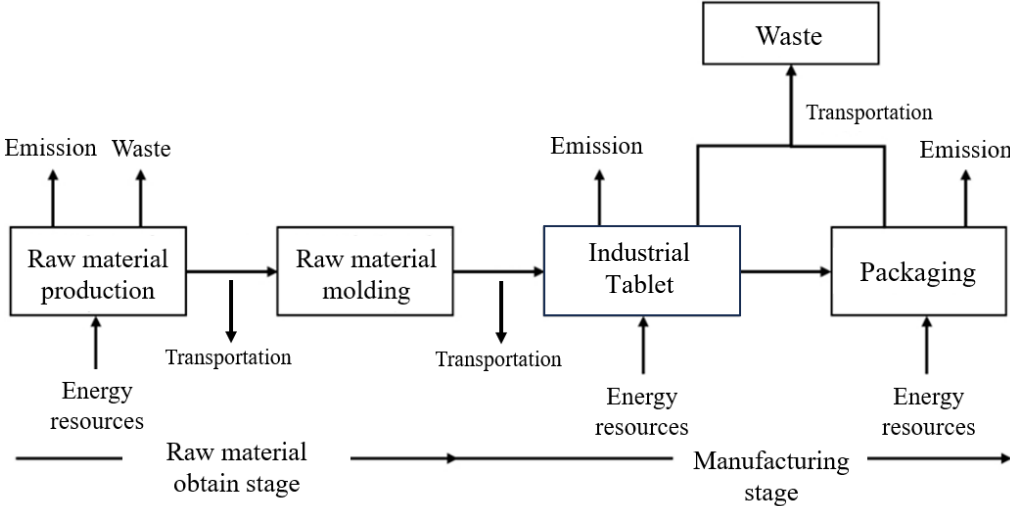 Waste
Transportation
Emission
Waste
Emission
Emission
Raw material
production
Raw material
molding
Industrial
Tablet
Packaging
Transportation
Transportation
Energy
resources
Energy
resources
Energy
resources
Raw material
obtain stage
Manufacturing
stage